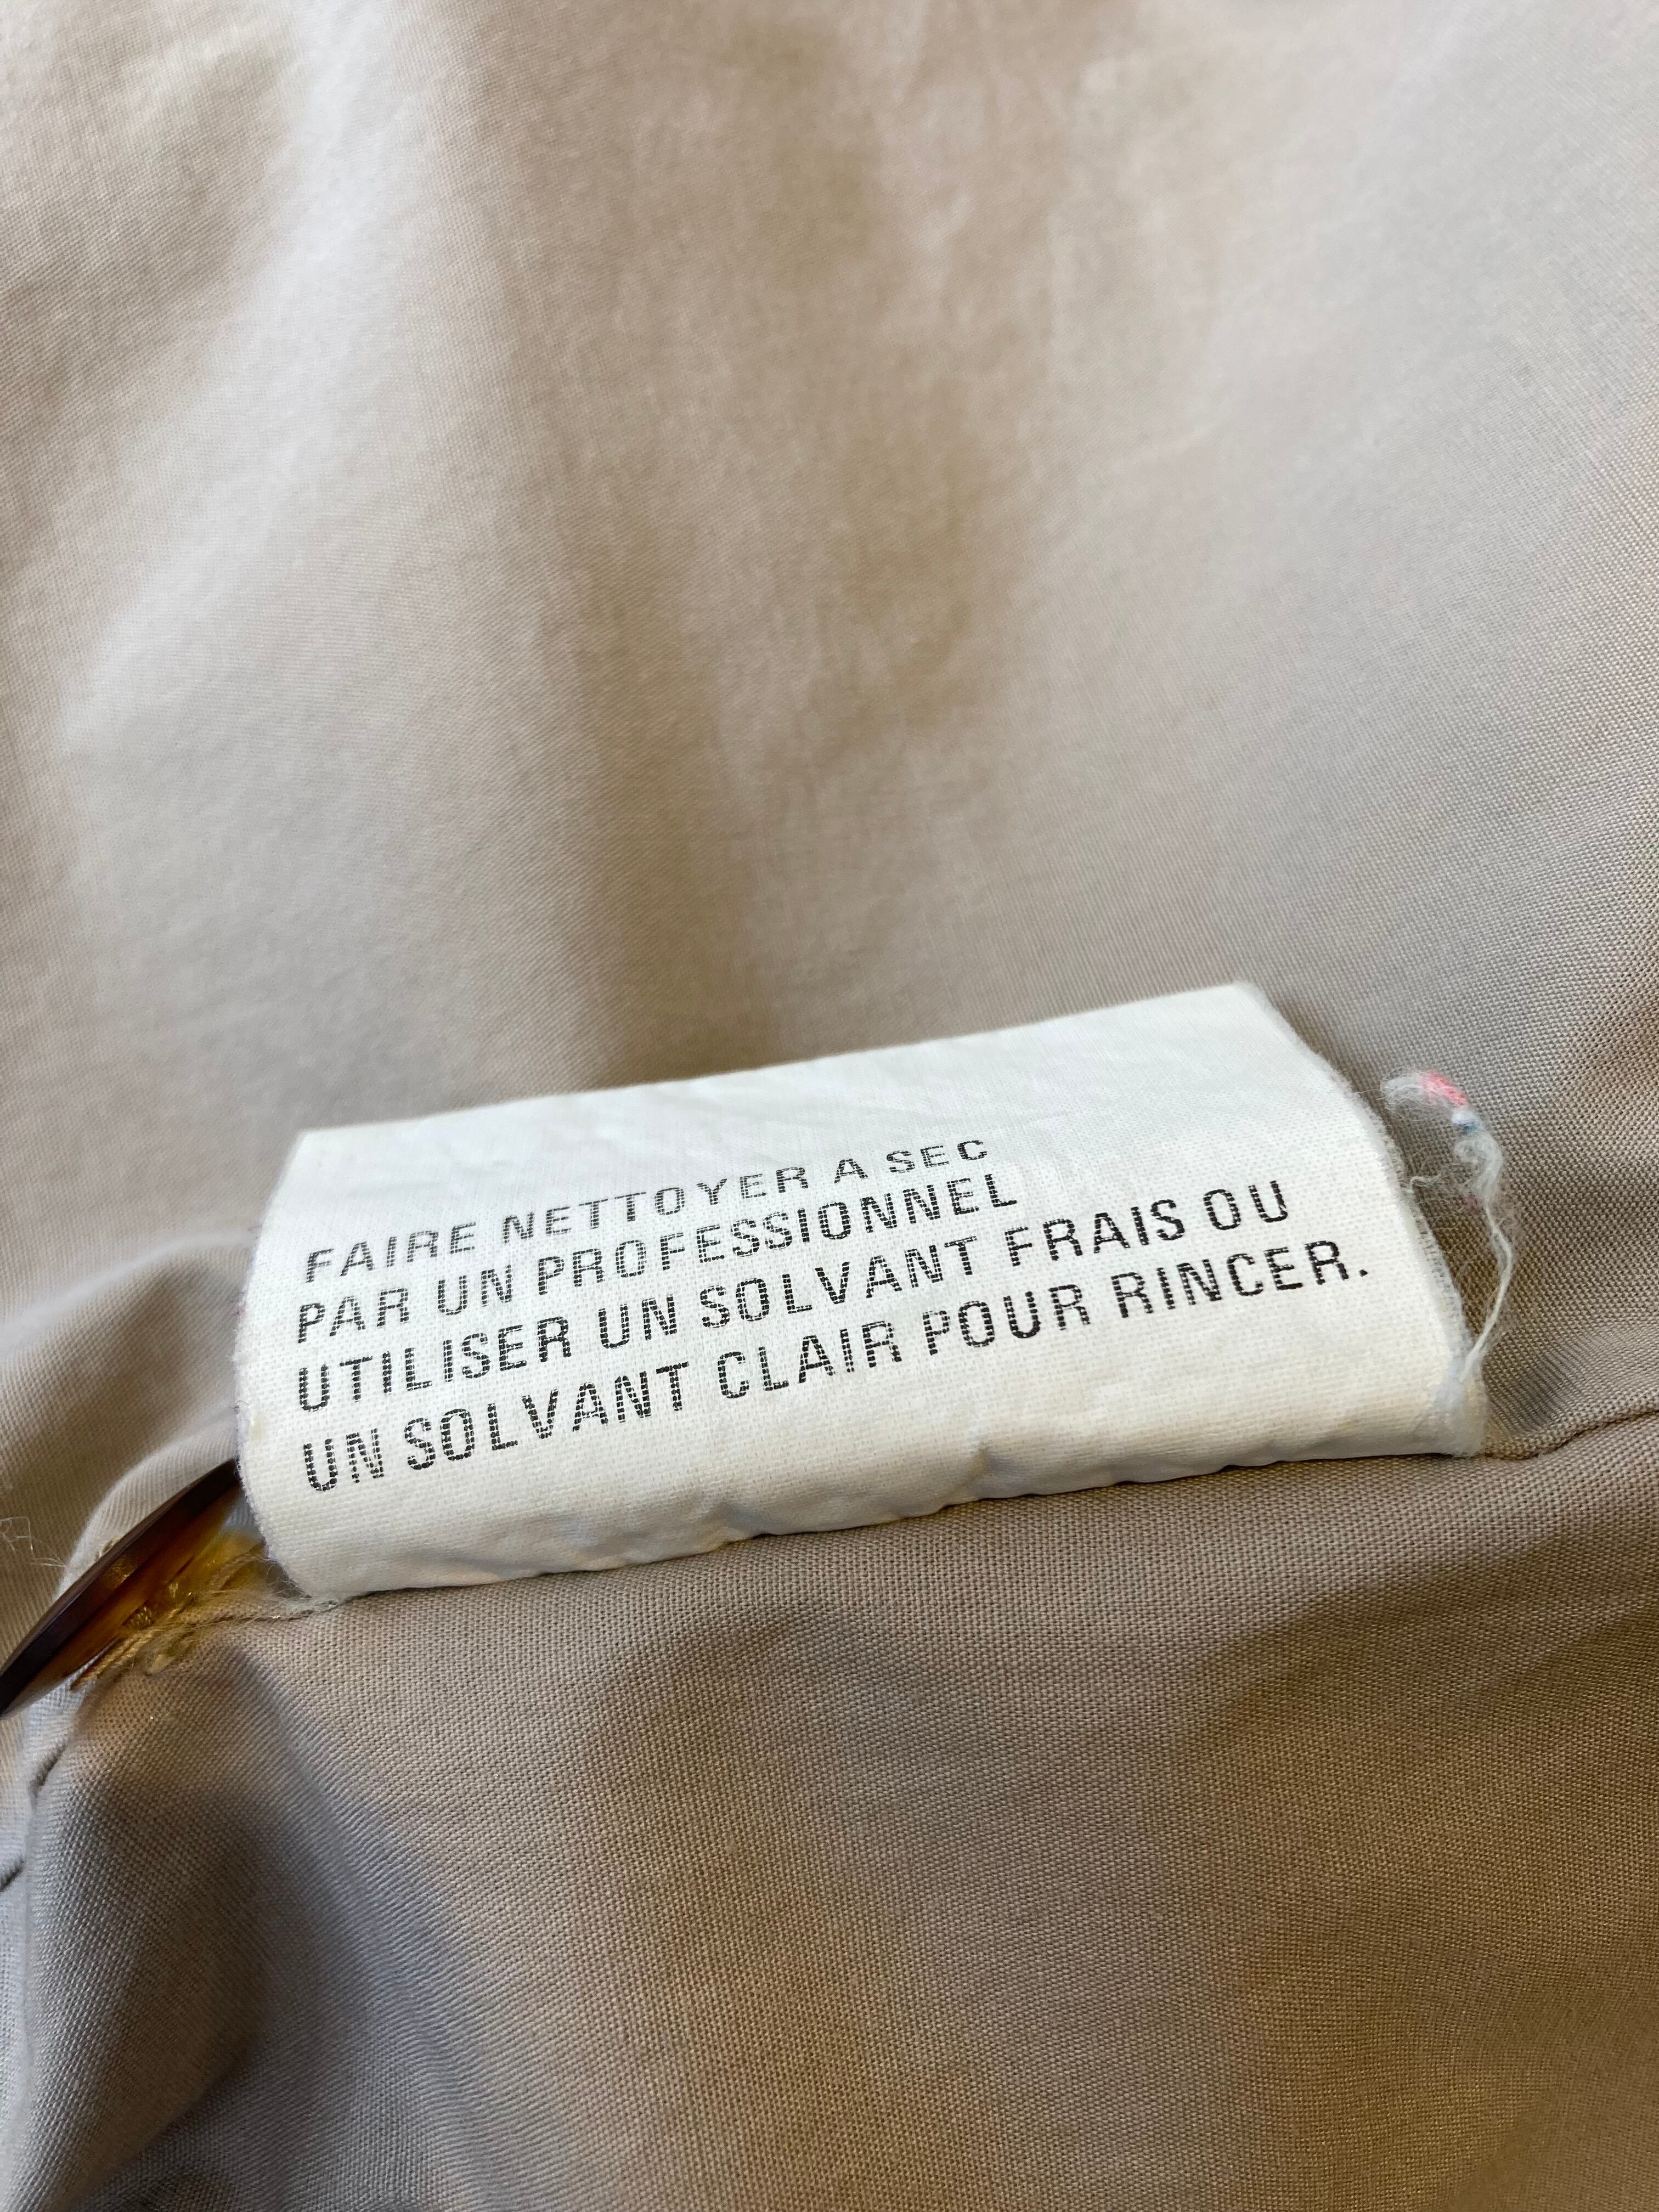 FAIRE NETTOYER A SEC
PAR UN PROFESSIONNEL
UTILISER UN SOLVANT FRAIS OU
UN SOLVANT CLAIR POUR RINCER.